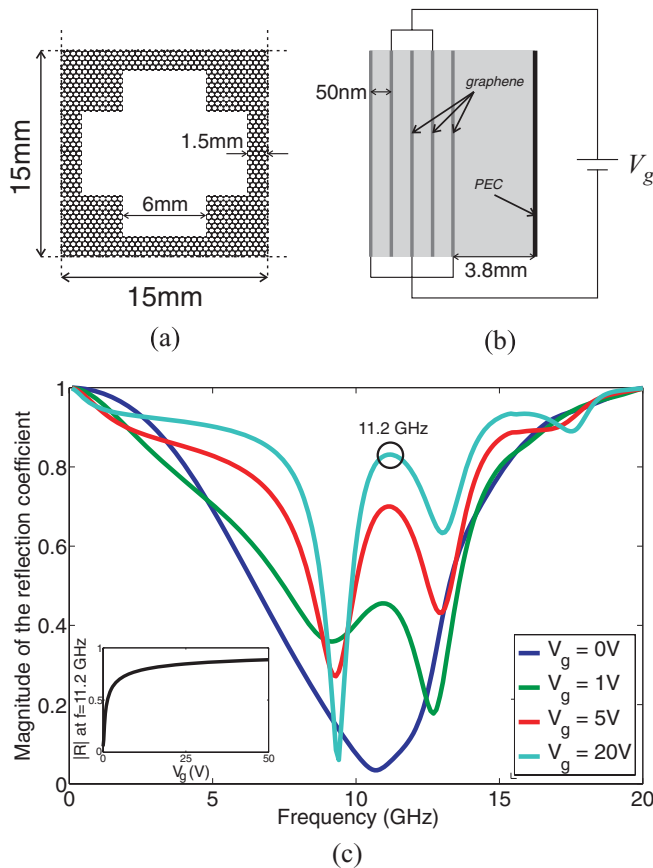 15mm
1.5mm
6mm
15mm
(a)
50nm
graphene
PEC
3.8mm
V_g
(b)
Magnitude of the reflection coefficient
1
0.8
0.6
0.4
0.2
0
0
5
10
15
20
Frequency (GHz)
11.2 GHz
|R| at f=11.2 GHz
1
0.5
0
0
25
50
V_g (V)
V_g = 0V
V_g = 1V
V_g = 5V
V_g = 20V
(c)